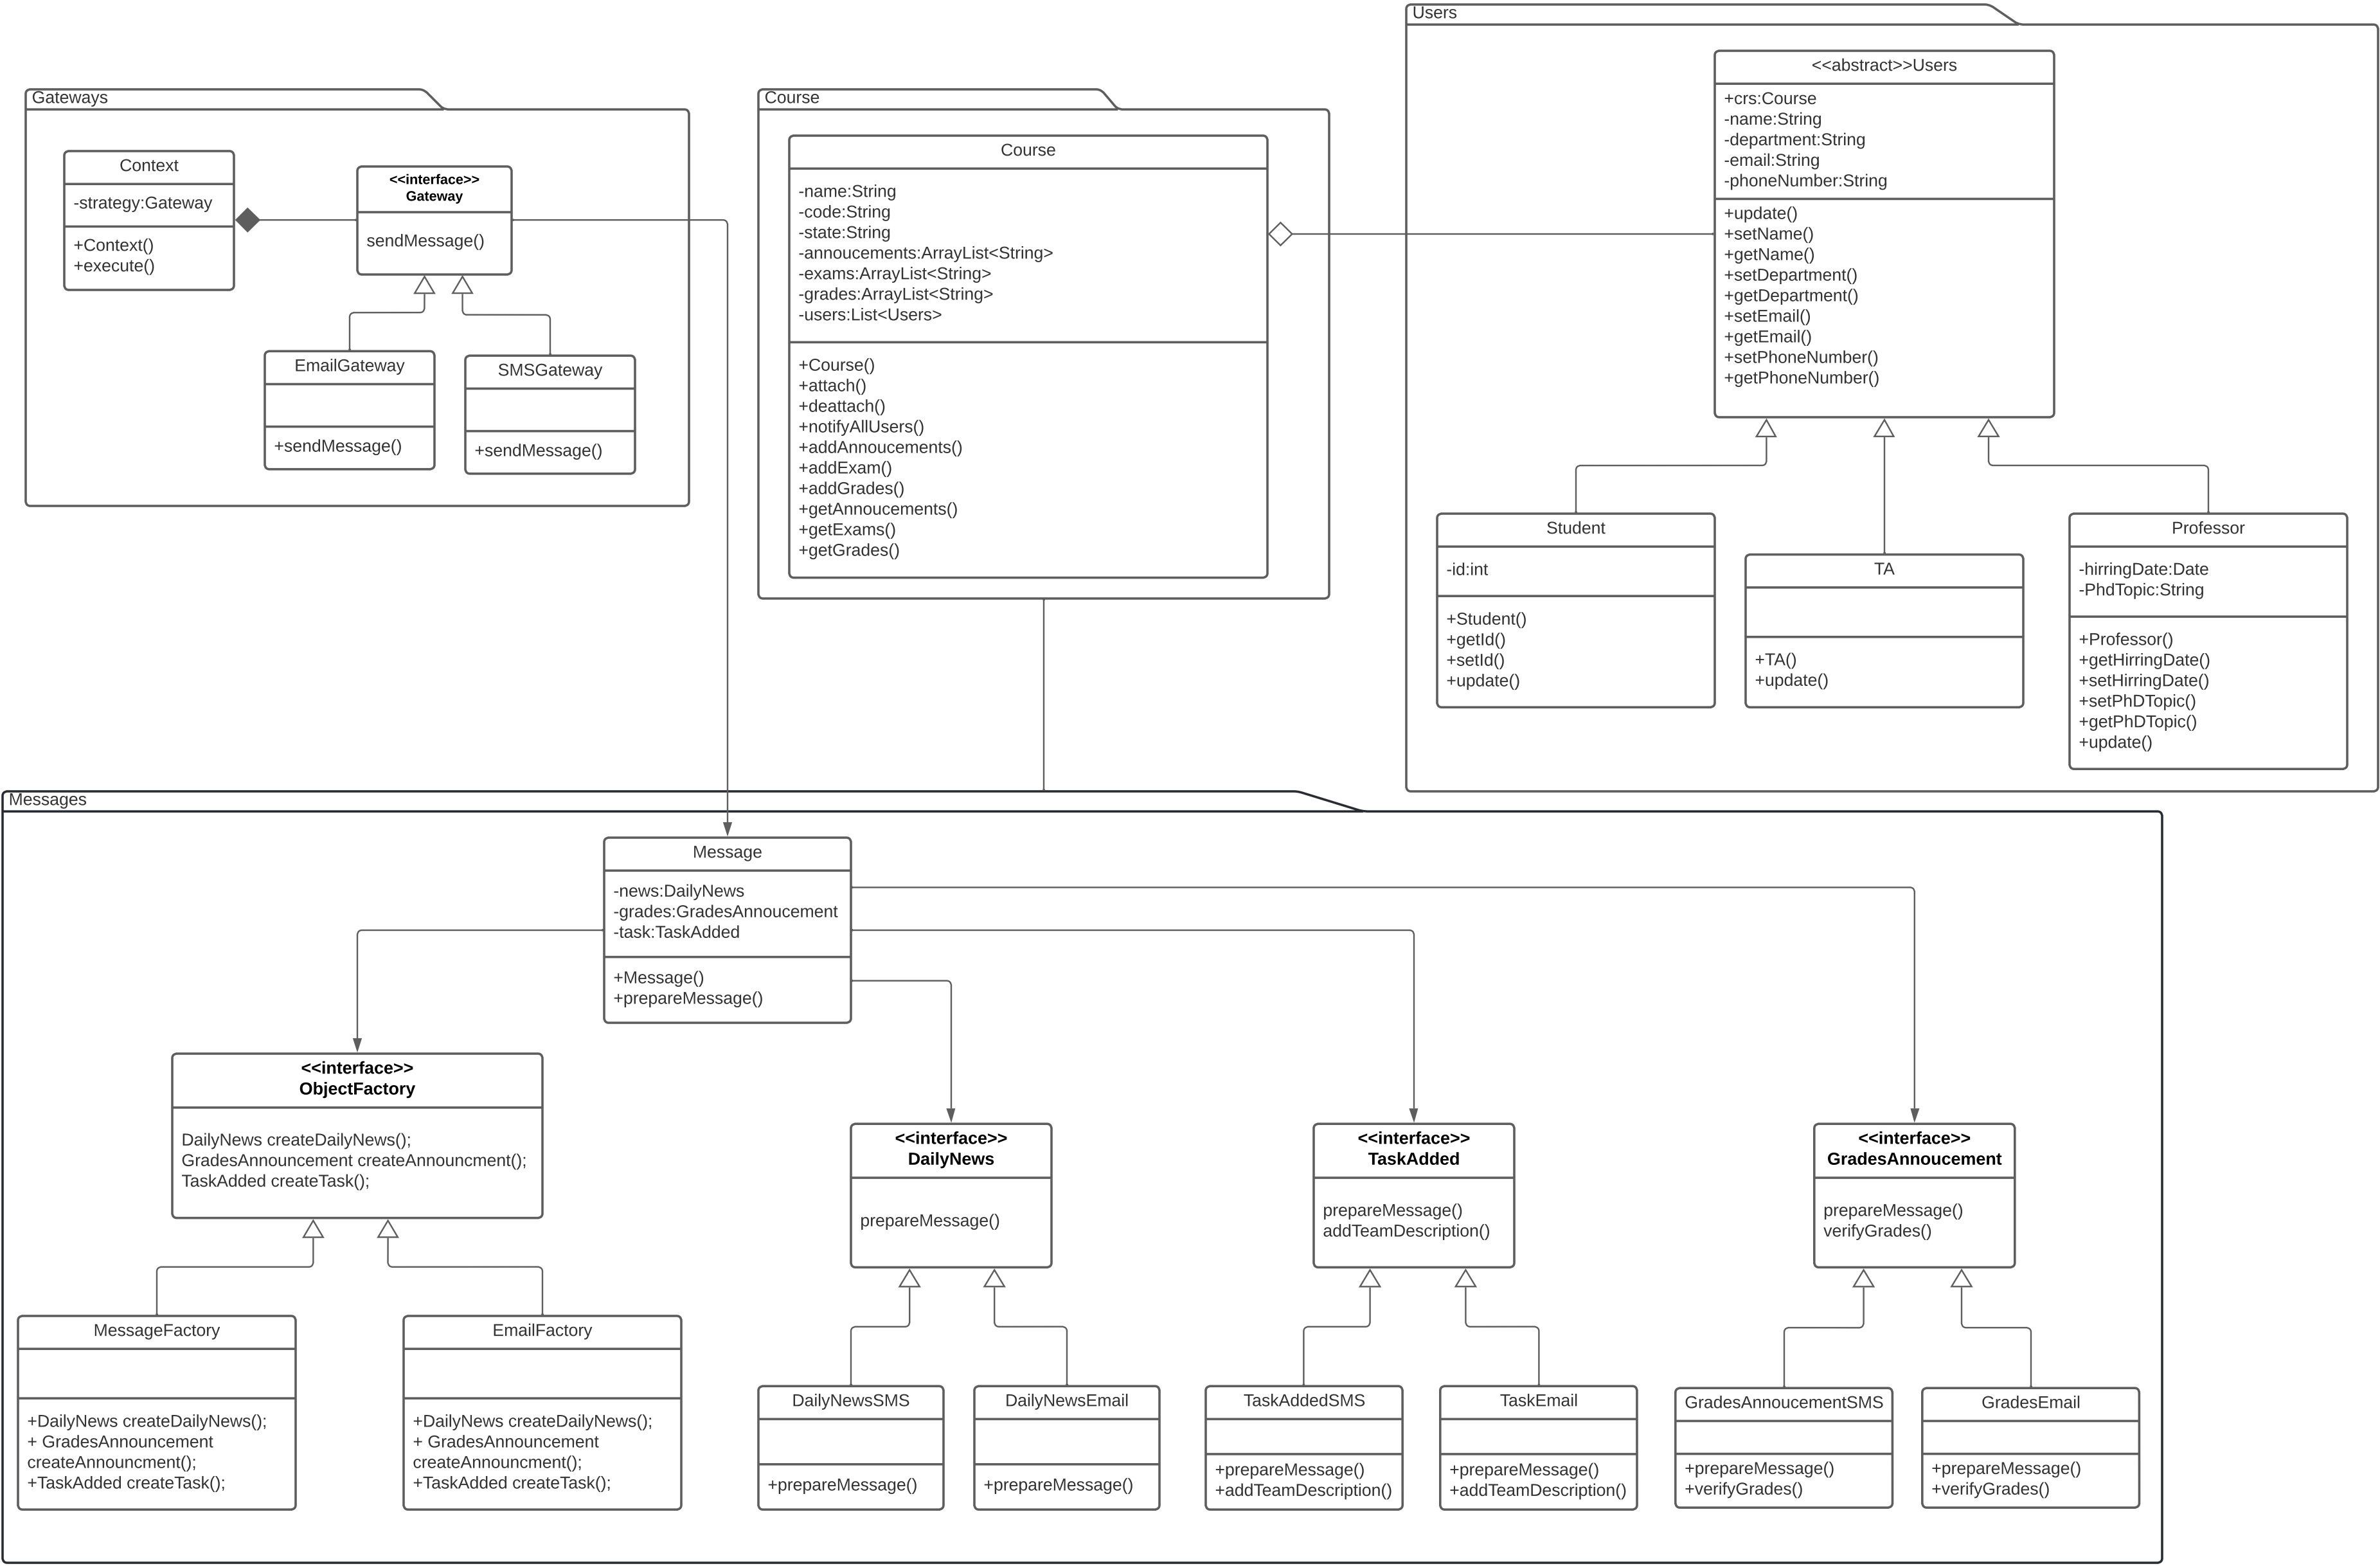 Gateways
Context
-strategy:Gateway
+Context()
+execute()
<<interface>>
Gateway
sendMessage()
EmailGateway
+sendMessage()
SMSGateway
+sendMessage()
Course
Course
-name:String
-code:String
-state:String
-annoucements:ArrayList<String>
-exams:ArrayList<String>
-grades:ArrayList<String>
-users:List<Users>
+Course()
+attach()
+deattach()
+notifyAllUsers()
+addAnnoucements()
+addExam()
+addGrades()
+getAnnoucements()
+getExams()
+getGrades()
Users
<<abstract>>Users
+crs:Course
-name:String
-department:String
-email:String
-phoneNumber:String
+update()
+setName()
+getName()
+setDepartment()
+getDepartment()
+setEmail()
+getEmail()
+setPhoneNumber()
+getPhoneNumber()
Student
-id:int
+Student()
+getId()
+setId()
+update()
TA
+TA()
+update()
Professor
-hirringDate:Date
-PhdTopic:String
+Professor()
+getHirringDate()
+setHirringDate()
+setPhDTopic()
+getPhDTopic()
+update()
Messages
Message
-news:DailyNews
-grades:GradesAnnoucement
-task:TaskAdded
+Message()
+prepareMessage()
<<interface>>
ObjectFactory
DailyNews createDailyNews();
GradesAnnouncement createAnnouncment();
TaskAdded createTask();
<<interface>>
DailyNews
prepareMessage()
<<interface>>
TaskAdded
prepareMessage()
addTeamDescription()
<<interface>>
GradesAnnoucement
prepareMessage()
verifyGrades()
MessageFactory
+DailyNews createDailyNews();
+ GradesAnnouncement
createAnnouncment();
+TaskAdded createTask();
EmailFactory
+DailyNews createDailyNews();
+ GradesAnnouncement
createAnnouncment();
+TaskAdded createTask();
DailyNewsSMS
+prepareMessage()
DailyNewsEmail
+prepareMessage()
TaskAddedSMS
+prepareMessage()
+addTeamDescription()
TaskEmail
+prepareMessage()
+addTeamDescription()
GradesAnnoucementSMS
+prepareMessage()
+verifyGrades()
GradesEmail
+prepareMessage()
+verifyGrades()